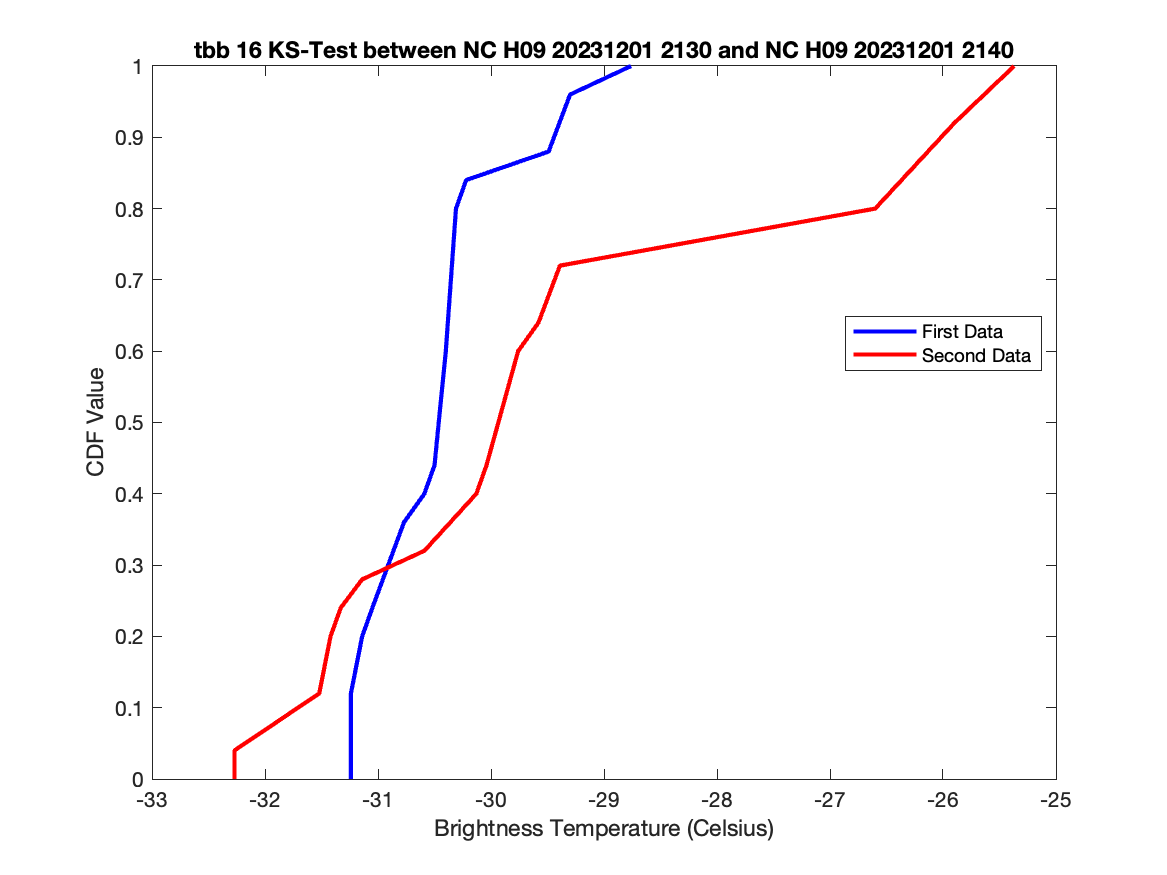 tbb 16 KS-Test between NC H09 20231201 2130 and NC H09 20231201 2140
1
0.9
0.8
0.7
0.6
0.5
0.4
0.3
0.2
0.1
0
CDF Value
First Data
Second Data
-33 -32 -31 -30 -29 -28 -27 -26 -25
Brightness Temperature (Celsius)